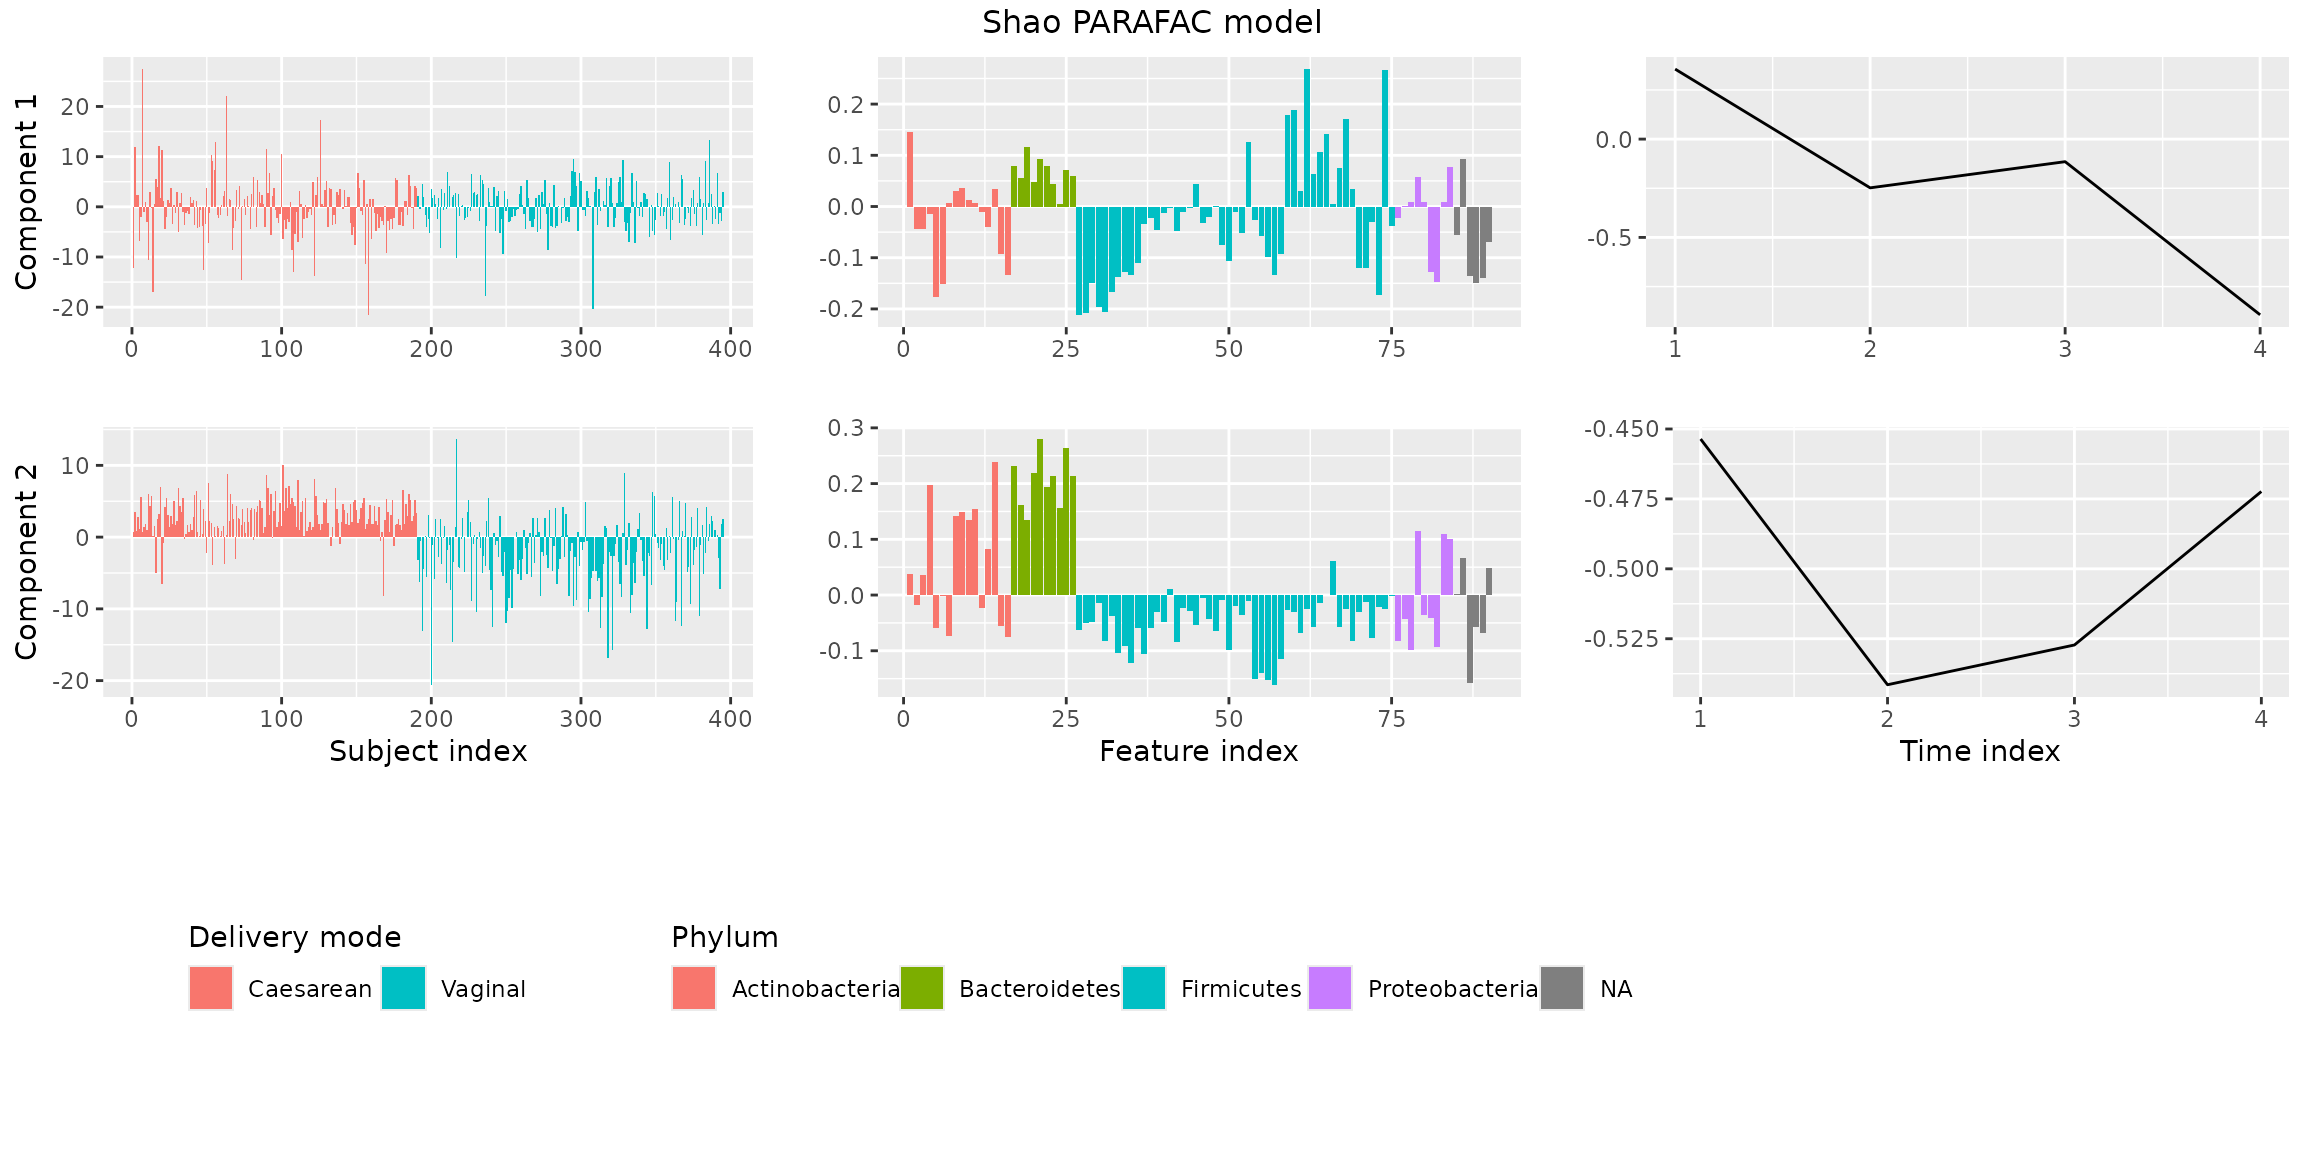 Shao PARAFAC model
Component 1
20
10
0
-10
-20
0 100 200 300 400
0.2
0.1
0.0
-0.1
-0.2
0 25 50 75
0.0
-0.5
1 2 3 4
Component 2
10
0
-10
-20
0 100 200 300 400
Subject index
0.3
0.2
0.1
0.0
-0.1
0 25 50 75
Feature index
-0.450
-0.475
-0.500
-0.525
1 2 3 4
Time index
Delivery mode
Caesarean Vaginal
Phylum
Actinobacteria Bacteroidetes Firmicutes Proteobacteria NA